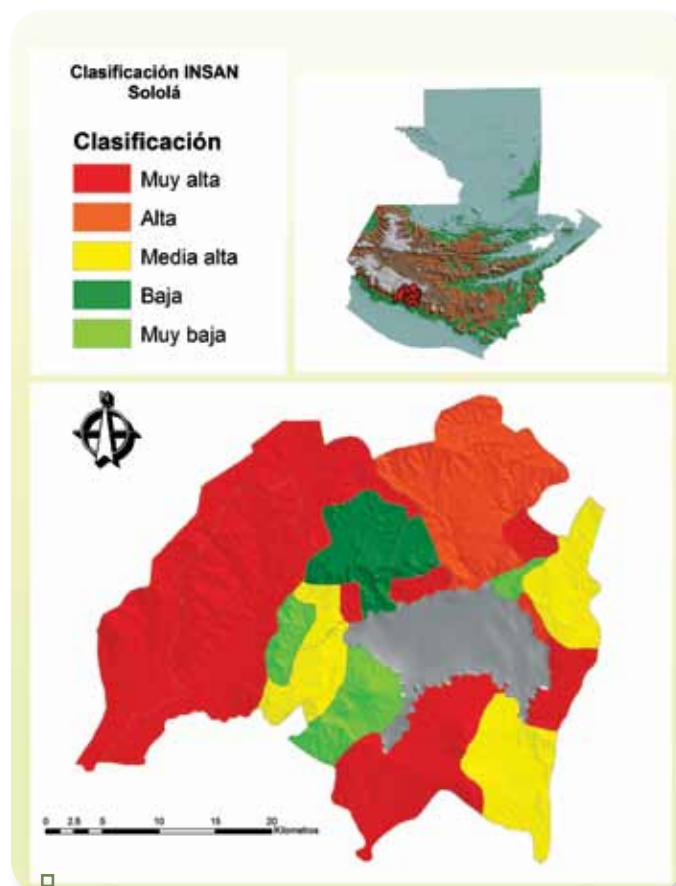 Clasificación INSAN
Sololá
Clasificación
Muy alta
Alta
Media alta
Baja
Muy baja
0 2.5 5 10 15 20
Kilometros